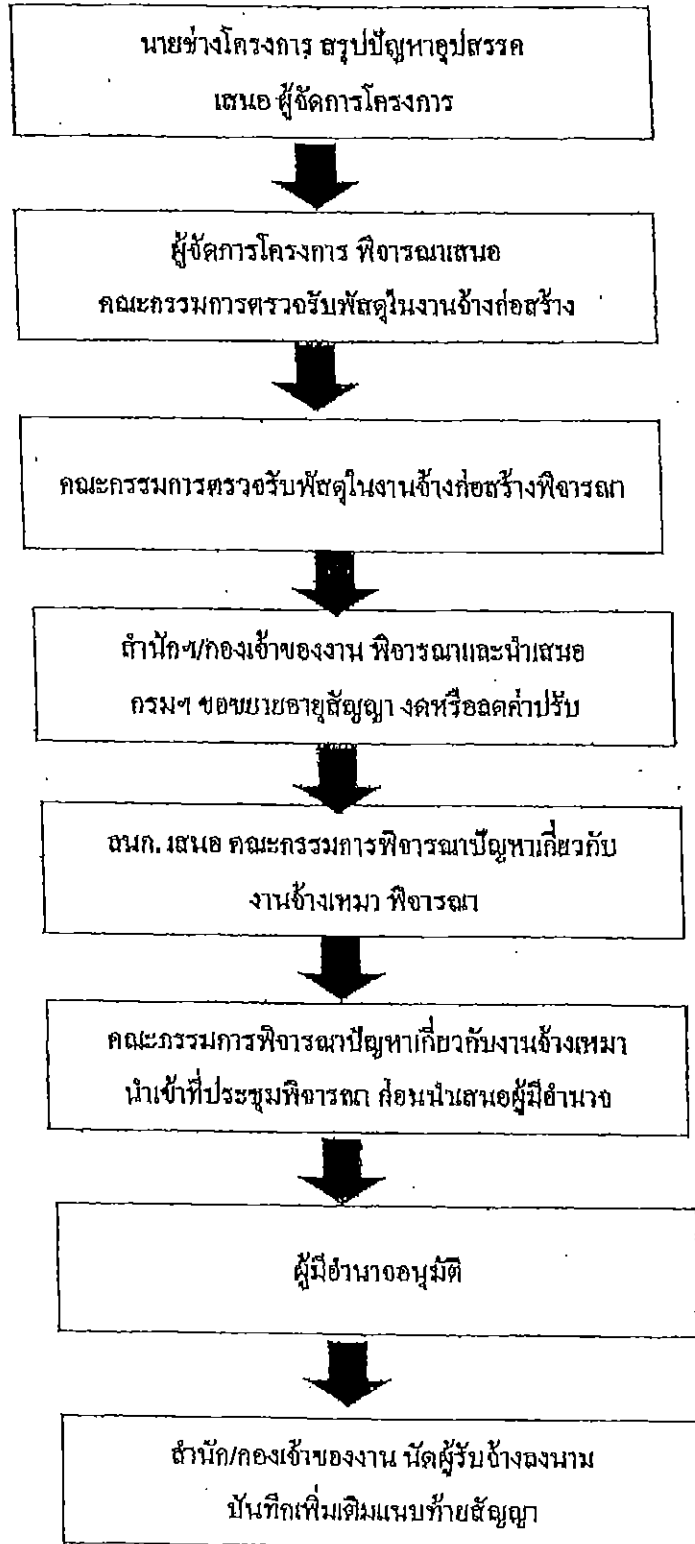 นายช่างโครงการ สรุปปัญหาอุปสรรค
เสนอ ผู้จัดการโครงการ
ผู้จัดการโครงการ พิจารณาเสนอ
คณะกรรมการตรวจรับพัสดุในงานจ้างก่อสร้าง
คณะกรรมการตรวจรับพัสดุในงานจ้างก่อสร้างพิจารณา
สำนักฯ/กองเจ้าของงาน พิจารณาและนำเสนอ
กรมฯ ขอขยายอายุสัญญา งดหรือลดค่าปรับ
สนก. เสนอ คณะกรรมการพิจารณาปัญหาเกี่ยวกับ
งานจ้างเหมา พิจารณา
คณะกรรมการพิจารณาปัญหาเกี่ยวกับงานจ้างเหมา
นำเข้าที่ประชุมพิจารณา ก่อนนำเสนอผู้มีอำนาจ
ผู้มีอำนาจอนุมัติ
สำนัก/กองเจ้าของงาน นัดผู้รับจ้างลงนาม
บันทึกเพิ่มเติมแนบท้ายสัญญา